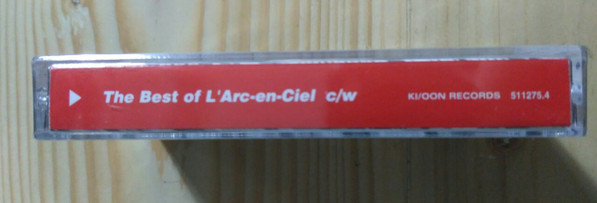 The Best of L'Arc-en-Ciel c/w KI/OON RECORDS 511275.4